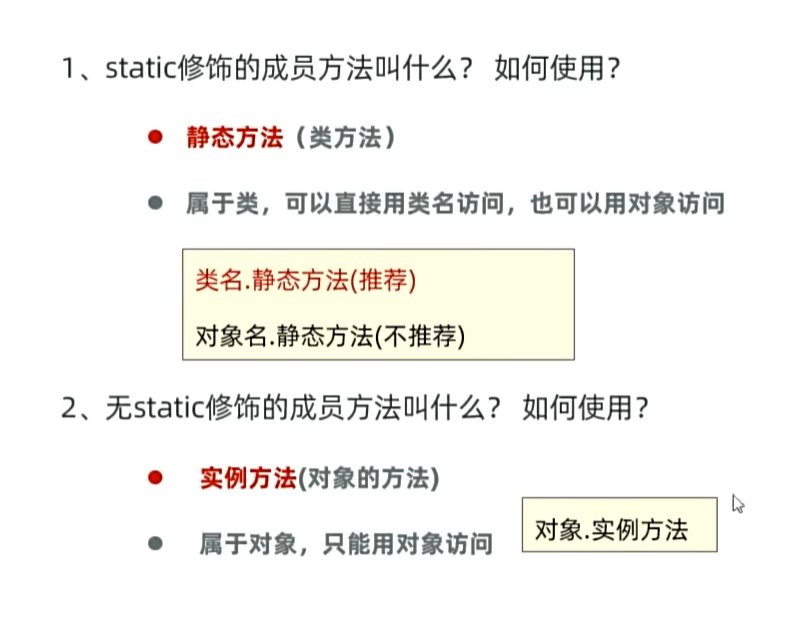 1、static修饰的成员方法叫什么？ 如何使用？
静态方法（类方法）
属于类，可以直接用类名访问，也可以用对象访问
类名.静态方法(推荐)
对象名.静态方法(不推荐)
2、无static修饰的成员方法叫什么？ 如何使用？
实例方法(对象的方法)
属于对象，只能用对象访问
对象.实例方法